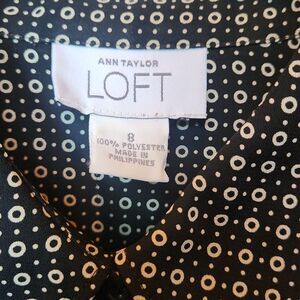 ANN TAYLOR
LOFT
8
100% POLYESTER
MADE IN
PHILIPPINES